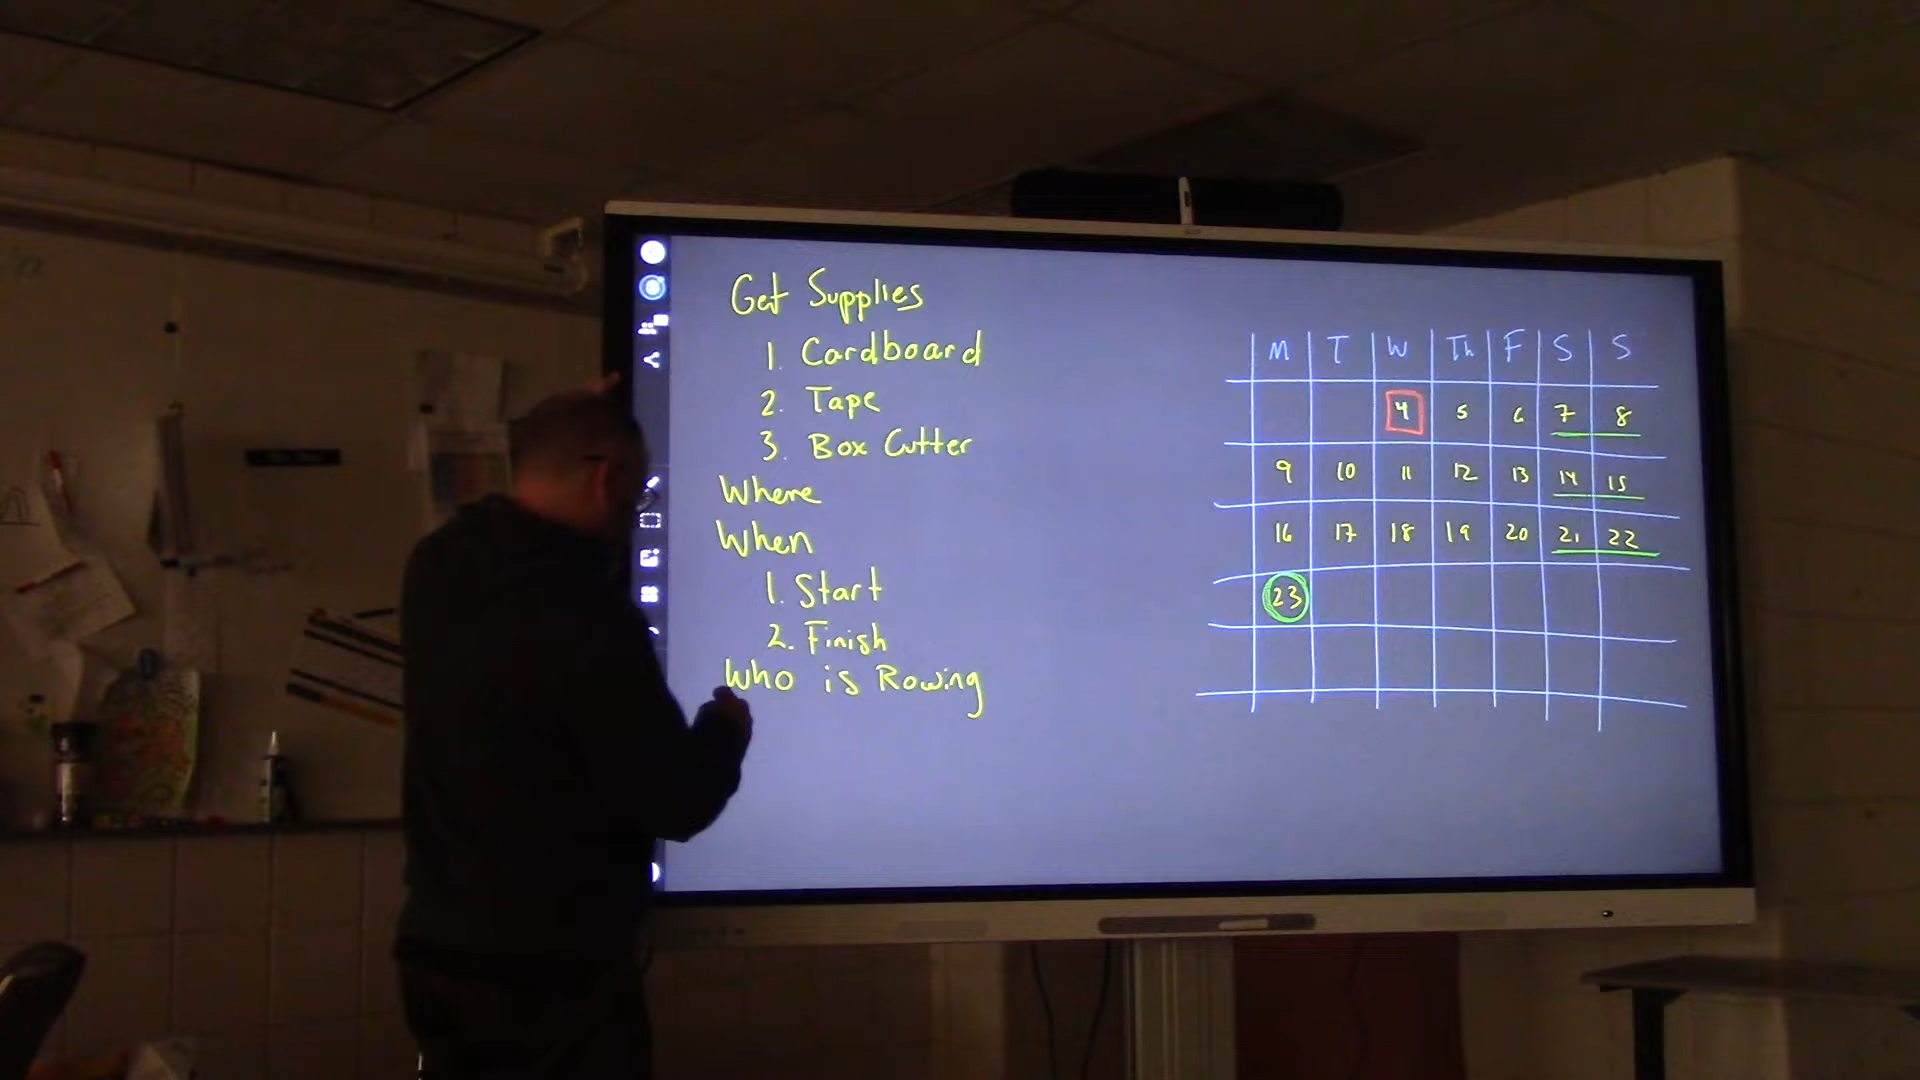 Get Supplies
1. Cardboard
2. Tape
3. Box Cutter
Where
When
1. Start
2. Finish
Who is Rowing
M T W Th F S S
4 5 6 7 8
9 10 11 12 13 14 15
16 17 18 19 20 21 22
23